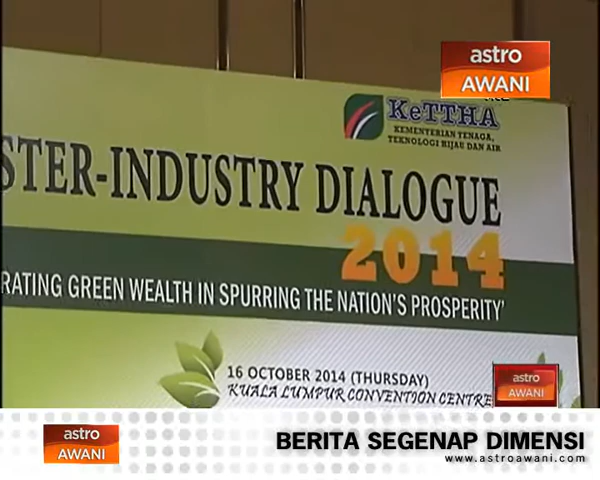 astro
AWANI
KeTTHA
KEMENTERIAN TENAGA,
TEKNOLOGI HIJAU DAN AIR
STER-INDUSTRY DIALOGUE
2014
RATING GREEN WEALTH IN SPURRING THE NATION'S PROSPERITY'
16 OCTOBER 2014 (THURSDAY)
KUALA LUMPUR CONVENTION CENTRE
astro
AWANI
astro
AWANI
BERITA SEGENAP DIMENSI
www.astroawani.com